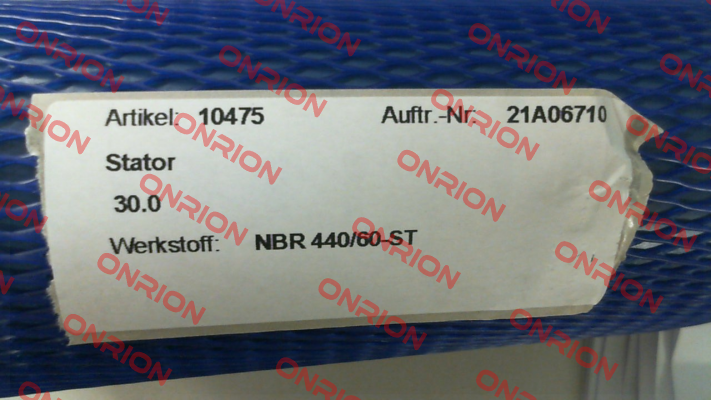 Artikel: 10475 Auftr.-Nr. 21A06710
Stator
30.0
Werkstoff: NBR 440/60-ST
ONRION